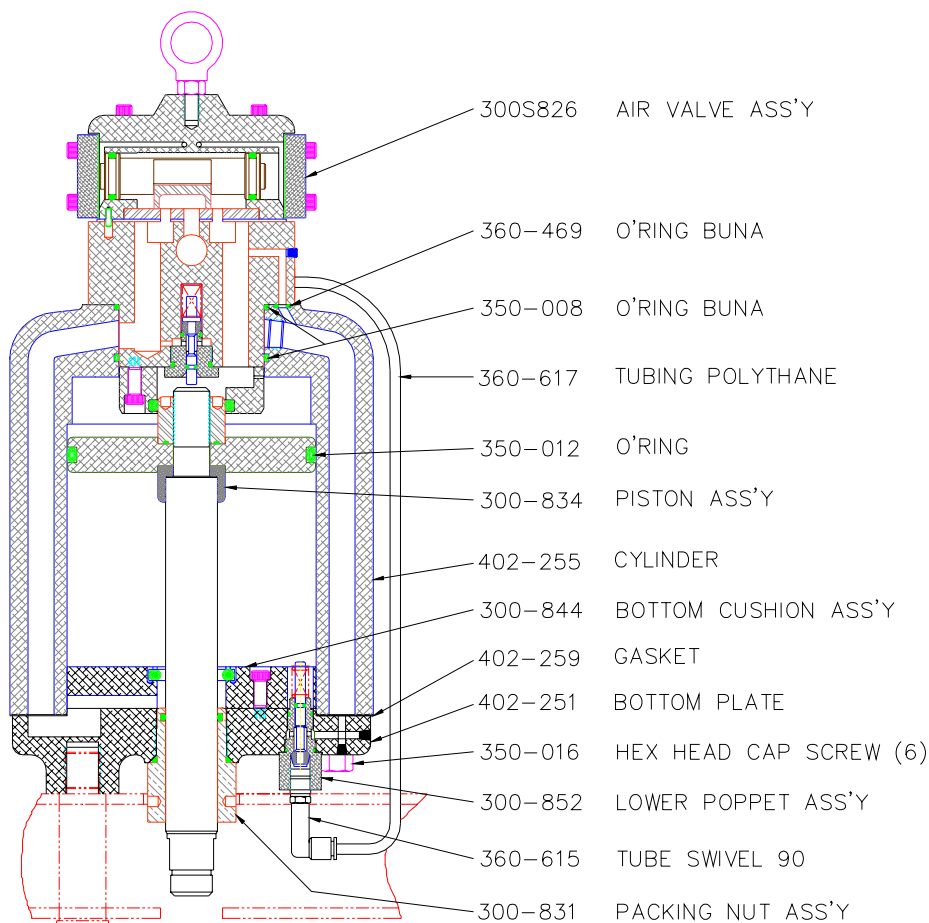 300S826 AIR VALVE ASS'Y
360-469 O'RING BUNA
350-008 O'RING BUNA
360-617 TUBING POLYTHANE
350-012 O'RING
300-834 PISTON ASS'Y
402-255 CYLINDER
300-844 BOTTOM CUSHION ASS'Y
402-259 GASKET
402-251 BOTTOM PLATE
350-016 HEX HEAD CAP SCREW (6)
300-852 LOWER POPPET ASS'Y
360-615 TUBE SWIVEL 90
300-831 PACKING NUT ASS'Y